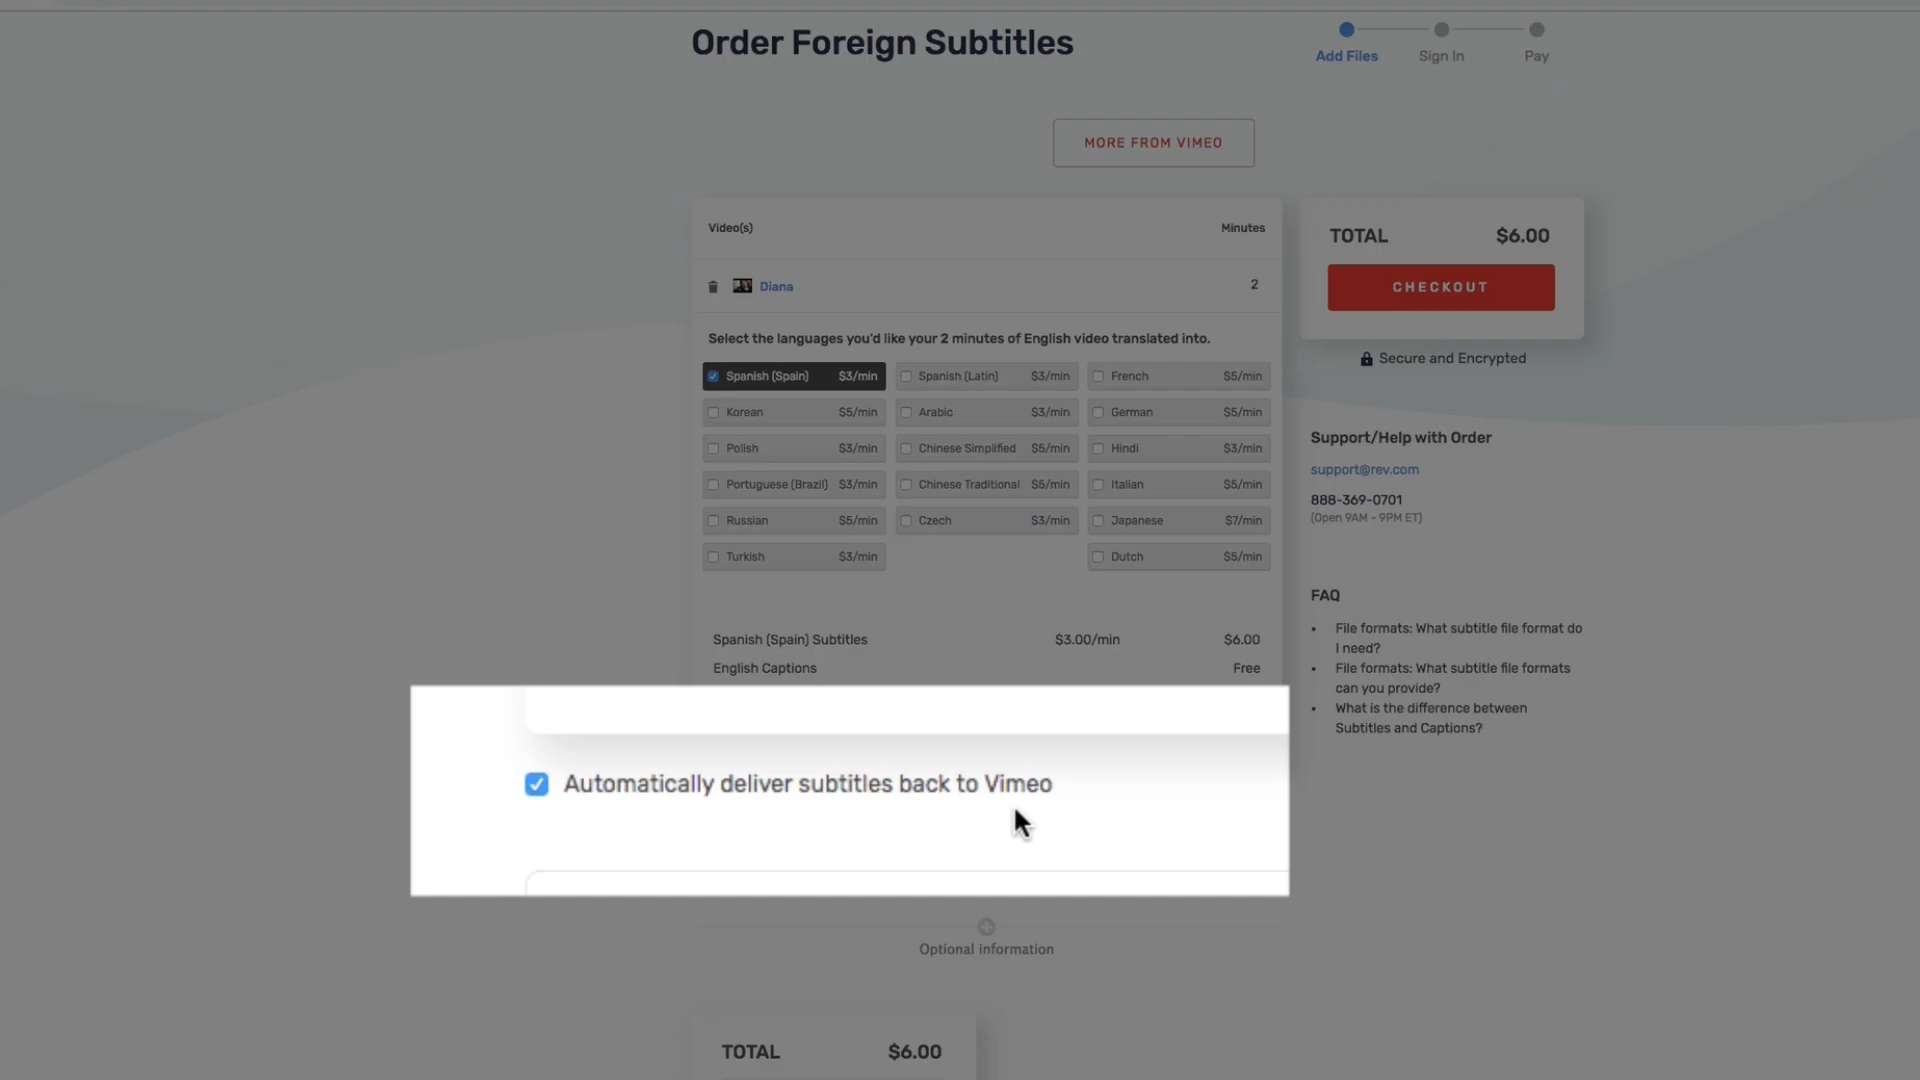 Order Foreign Subtitles
Add Files
Sign In
Pay
MORE FROM VIMEO
Video(s) Minutes
Diana 2
Select the languages you'd like your 2 minutes of English video translated into.
Spanish (Spain) $3/min Spanish (Latin) $3/min French $5/min
Korean $5/min Arabic $3/min German $5/min
Polish $3/min Chinese Simplified $5/min Hindi $3/min
Portuguese (Brazil) $3/min Chinese Traditional $5/min Italian $5/min
Russian $5/min Czech $3/min Japanese $7/min
Turkish $3/min Dutch $5/min
Spanish (Spain) Subtitles $3.00/min $6.00
English Captions Free
Automatically deliver subtitles back to Vimeo
Optional information
TOTAL $6.00
TOTAL $6.00
CHECKOUT
Secure and Encrypted
Support/Help with Order
support@rev.com
888-369-0701
(Open 9AM - 9PM ET)
FAQ
• File formats: What subtitle file format do
I need?
• File formats: What subtitle file formats
can you provide?
• What is the difference between
Subtitles and Captions?